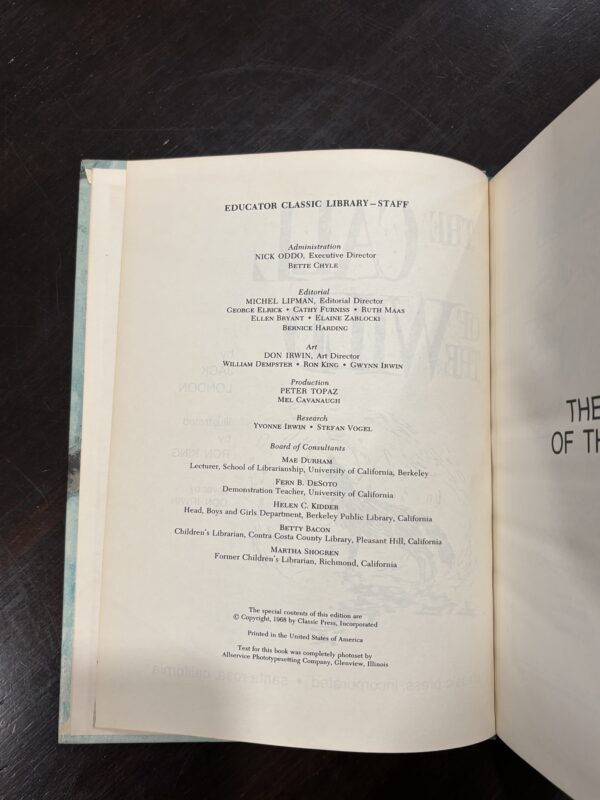 EDUCATOR CLASSIC LIBRARY—STAFF
Administration
NICK ODDO, Executive Director
BETTE CHYLE
Editorial
MICHEL LIPMAN, Editorial Director
GEORGE ELRICK • CATHY FURNISS • RUTH MAAS
ELLEN BRYANT • ELAINE ZABLOCKI
BERNICE HARDING
Art
DON IRWIN, Art Director
WILLIAM DEMPSTER • RON KING • GWYNN IRWIN
Production
PETER TOPAZ
MEL CAVANAUGH
Research
YVONNE IRWIN • STEFAN VOGEL
Board of Consultants
MAE DURHAM
Lecturer, School of Librarianship, University of California, Berkeley
FERN B. DESOTO
Demonstration Teacher, University of California
HELEN C. KIDDER
Head, Boys and Girls Department, Berkeley Public Library, California
BETTY BACON
Children's Librarian, Contra Costa County Library, Pleasant Hill, California
MARTHA SHOGREN
Former Children's Librarian, Richmond, California
The special contents of this edition are
© Copyright, 1968 by Classic Press, Incorporated
Printed in the United States of America
Text for this book was completely photoset by
Allservice Phototypesetting Company, Glenview, Illinois
THE
OF TH